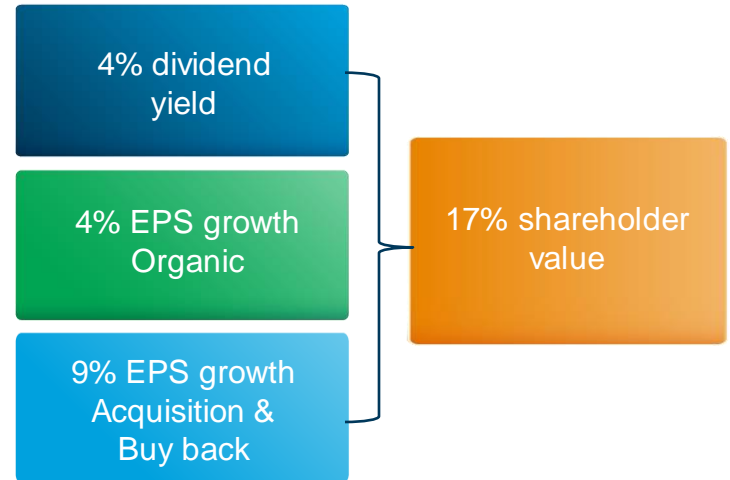 4% dividend
yield
4% EPS growth
Organic
17% shareholder
value
9% EPS growth
Acquisition &
Buy back